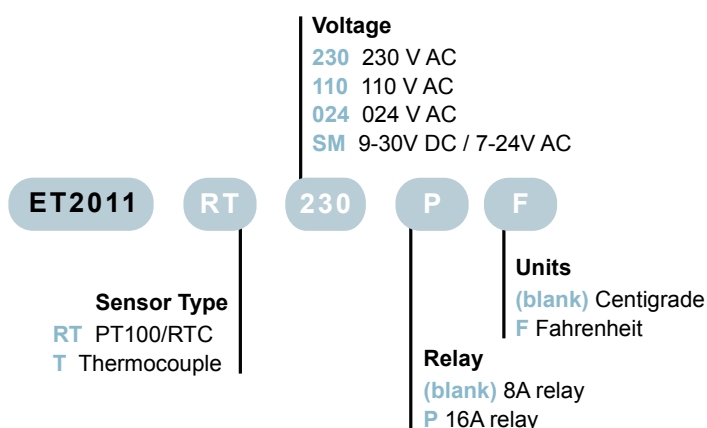 Voltage
230 230 V AC
110 110 V AC
024 024 V AC
SM 9-30V DC / 7-24V AC
ET2011 RT 230 P F
Sensor Type
RT PT100/RTC
T Thermocouple
Units
(blank) Centigrade
F Fahrenheit
Relay
(blank) 8A relay
P 16A relay